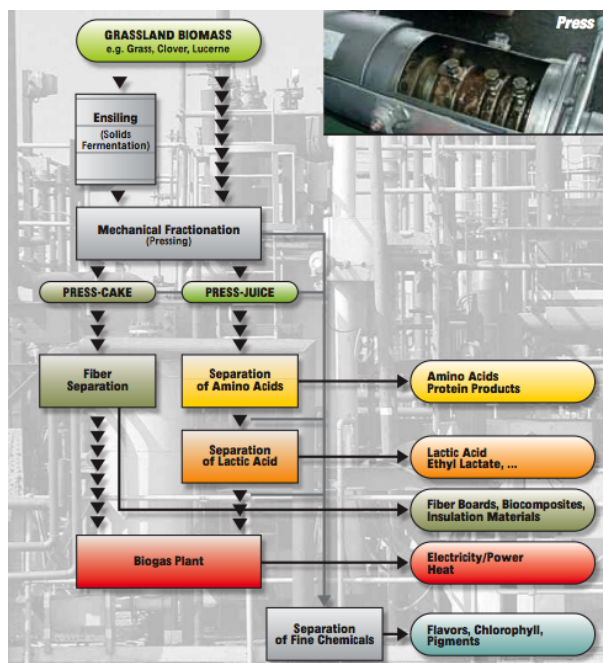 GRASSLAND BIOMASS
e.g. Grass, Clover, Lucerne
Press
Ensiling
(Solids
Fermentation)
Mechanical Fractionation
(Pressing)
PRESS-CAKE
PRESS-JUICE
Fiber
Separation
Separation
of Amino Acids
Amino Acids
Protein Products
Separation
of Lactic Acid
Lactic Acid
Ethyl Lactate, ...
Fiber Boards, Biocomposites,
Insulation Materials
Biogas Plant
Electricity/Power
Heat
Separation
of Fine Chemicals
Flavors, Chlorophyll,
Pigments